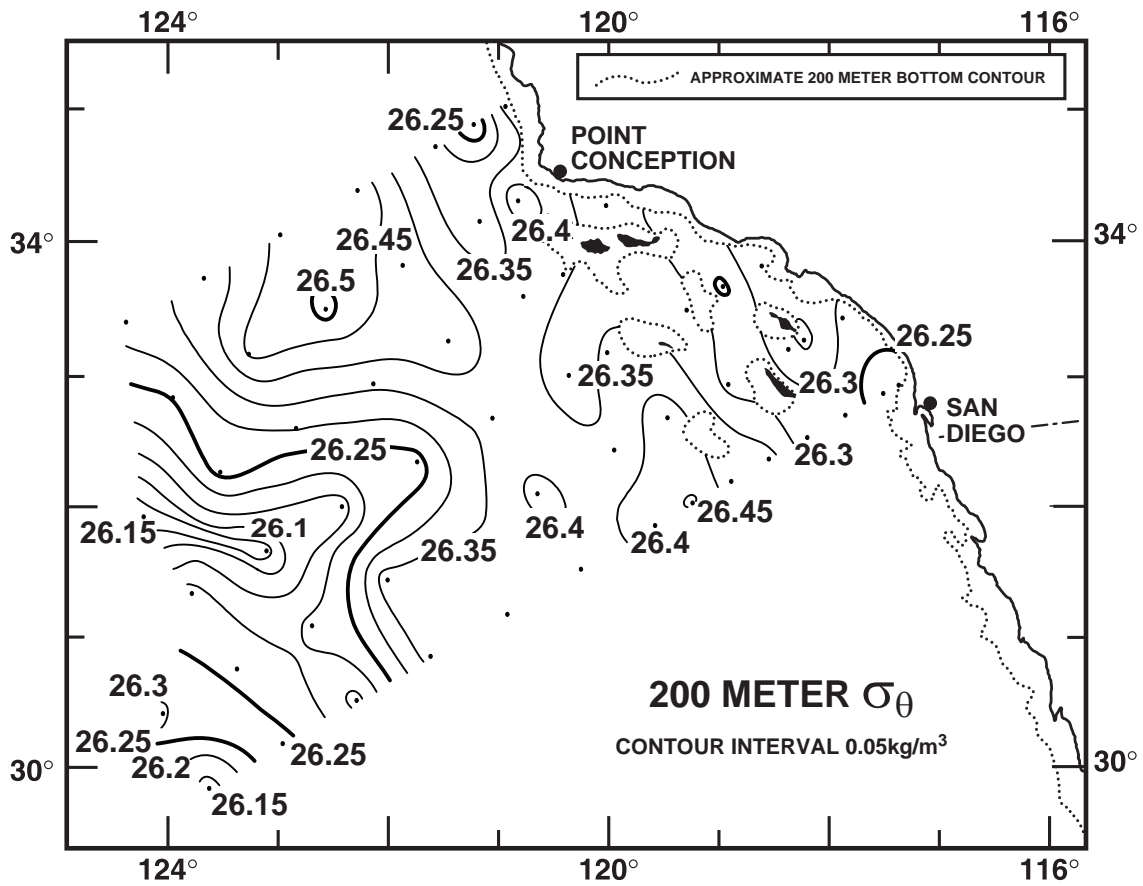 124° 120° 116°
APPROXIMATE 200 METER BOTTOM CONTOUR
26.25
POINT
CONCEPTION
34° 26.45 26.4 34°
26.35
26.5
26.25
26.35 26.3
SAN
DIEGO
26.25 26.3
26.15 26.1 26.4 26.45
26.35 26.4
26.3
200 METER σθ
26.25 26.25
CONTOUR INTERVAL 0.05kg/m³
30° 26.2 30°
26.15
124° 120° 116°